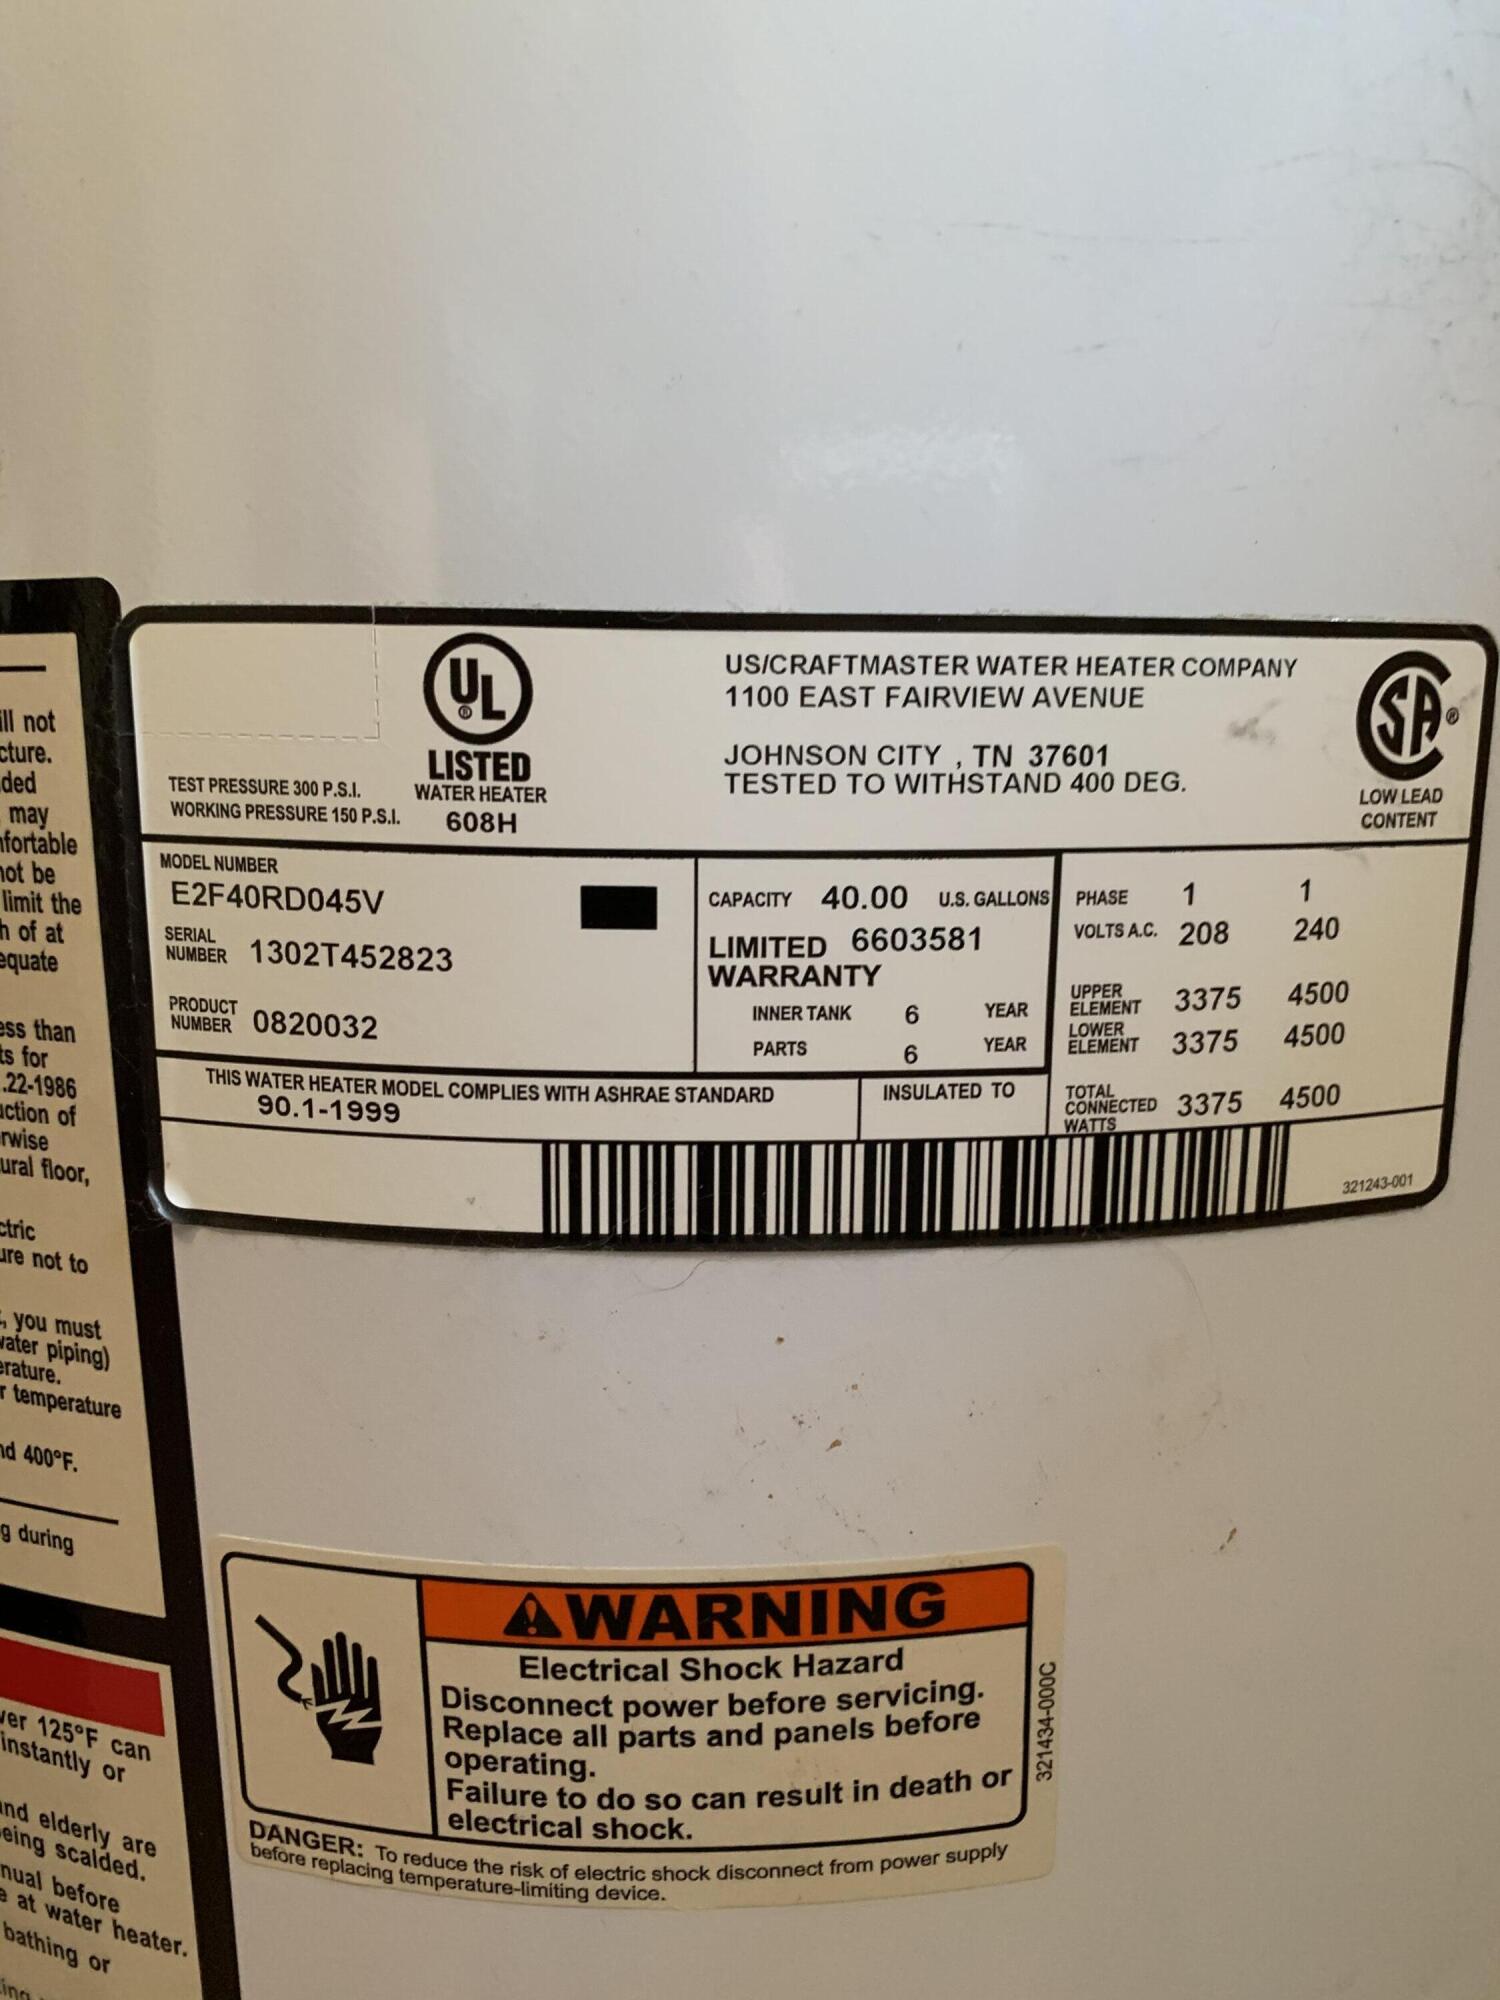 ill not
cture.
ded
may
nfortable
not be
limit the
h of at
equate
ess than
ts for
.22-1986
uction of
rwise
ural floor,
ctric
ure not to
, you must
water piping)
erature.
r temperature
nd 400°F.
g during
ver 125°F can
instantly or
and elderly are
being scalded.
nual before
e at water heater.
bathing or
UL
®
LISTED
WATER HEATER
608H
TEST PRESSURE 300 P.S.I.
WORKING PRESSURE 150 P.S.I.
US/CRAFTMASTER WATER HEATER COMPANY
1100 EAST FAIRVIEW AVENUE
JOHNSON CITY , TN 37601
TESTED TO WITHSTAND 400 DEG.
SA ®
LOW LEAD
CONTENT
MODEL NUMBER
E2F40RD045V
SERIAL
NUMBER 1302T452823
PRODUCT
NUMBER 0820032
CAPACITY 40.00 U.S. GALLONS
LIMITED 6603581
WARRANTY
INNER TANK 6 YEAR
PARTS 6 YEAR
PHASE 1 1
VOLTS A.C. 208 240
UPPER
ELEMENT 3375 4500
LOWER
ELEMENT 3375 4500
TOTAL
CONNECTED 3375 4500
WATTS
THIS WATER HEATER MODEL COMPLIES WITH ASHRAE STANDARD
90.1-1999
INSULATED TO
321243-001
WARNING
Electrical Shock Hazard
Disconnect power before servicing.
Replace all parts and panels before
operating.
Failure to do so can result in death or
electrical shock.
321434-000C
DANGER: To reduce the risk of electric shock disconnect from power supply
before replacing temperature-limiting device.